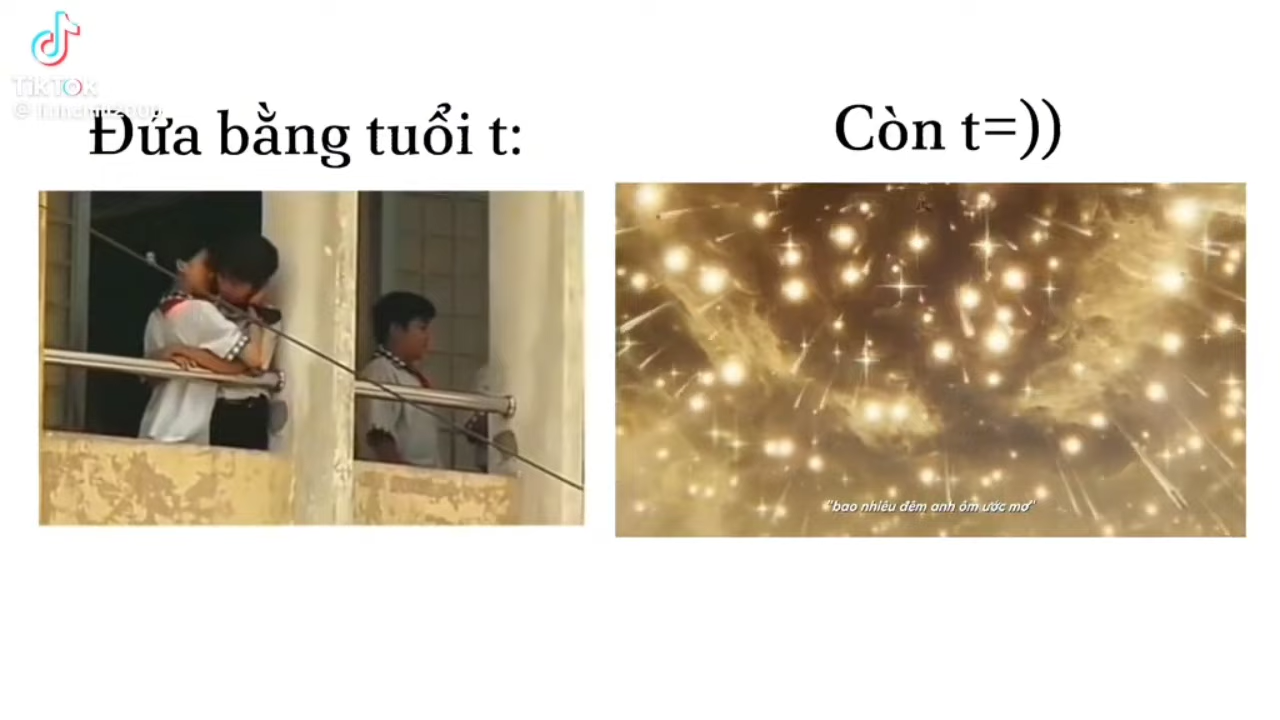 TikTok
Đứa bằng tuổi t:
Còn t=))
"bao nhiêu đêm anh ôm ước mơ"